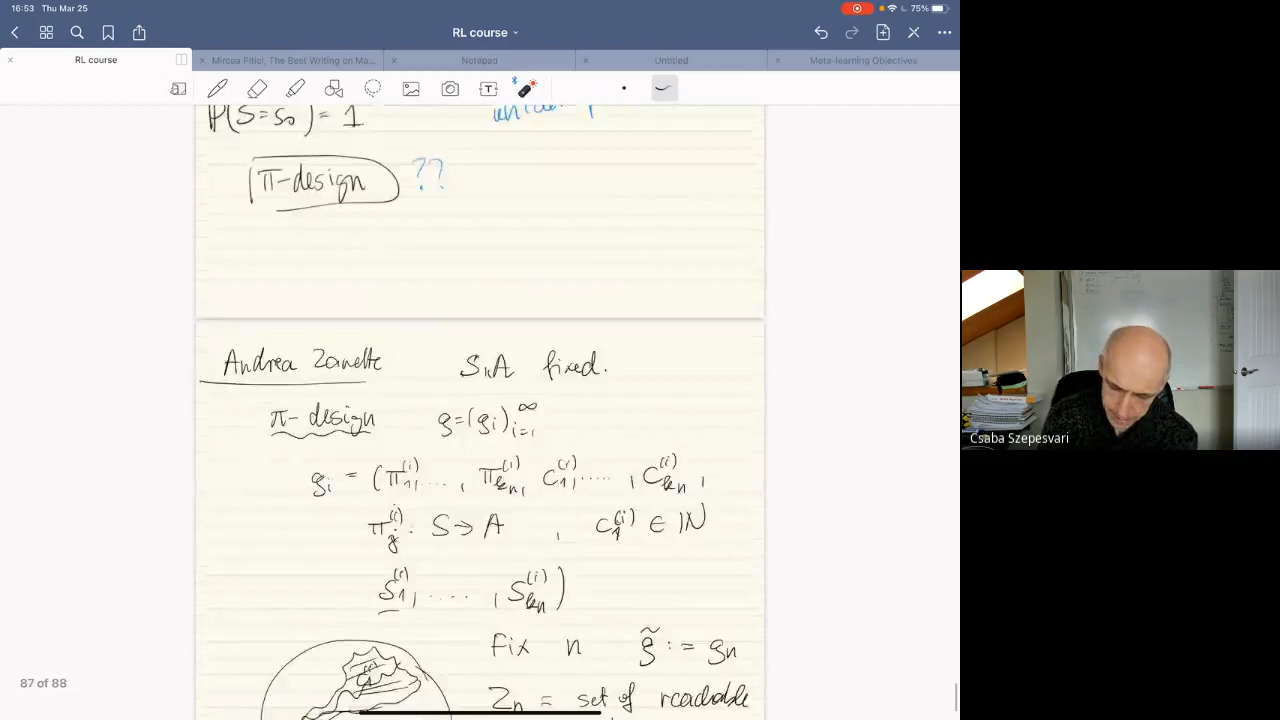 16:53 Thu Mar 25
75%
RL course
RL course
Mircea Pitici, The Best Writing on Ma...
Notepad
Untitled
Meta-learning Objectives
P(S=s₀) = 1
π-design ??
Andrea Zanette S, A fixed.
π-design g=(gᵢ)ᵢ₌₁^∞
gᵢ = (π₁⁽ⁱ⁾, ...., π_{kₙ}⁽ⁱ⁾, c₁⁽ⁱ⁾, ....., c_{kₙ}⁽ⁱ⁾,
π_j⁽ⁱ⁾: S → A , c₁⁽ⁱ⁾ ∈ ℕ
S₁⁽ⁱ⁾, ...., S_{kₙ}⁽ⁱ⁾)
Fix n g̃ := gₙ
Zₙ = set of reachable
87 of 88
Csaba Szepesvari